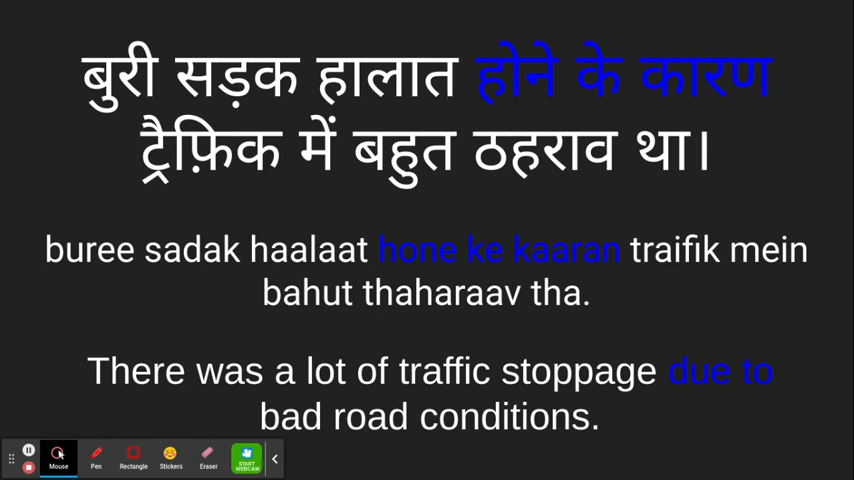 बुरी सड़क हालात होने के कारण
ट्रैफ़िक में बहुत ठहराव था।
buree sadak haalaat hone ke kaaran traifik mein
bahut thaharaav tha.
There was a lot of traffic stoppage due to
bad road conditions.
Mouse Pen Rectangle Stickers Eraser START WEBCAM